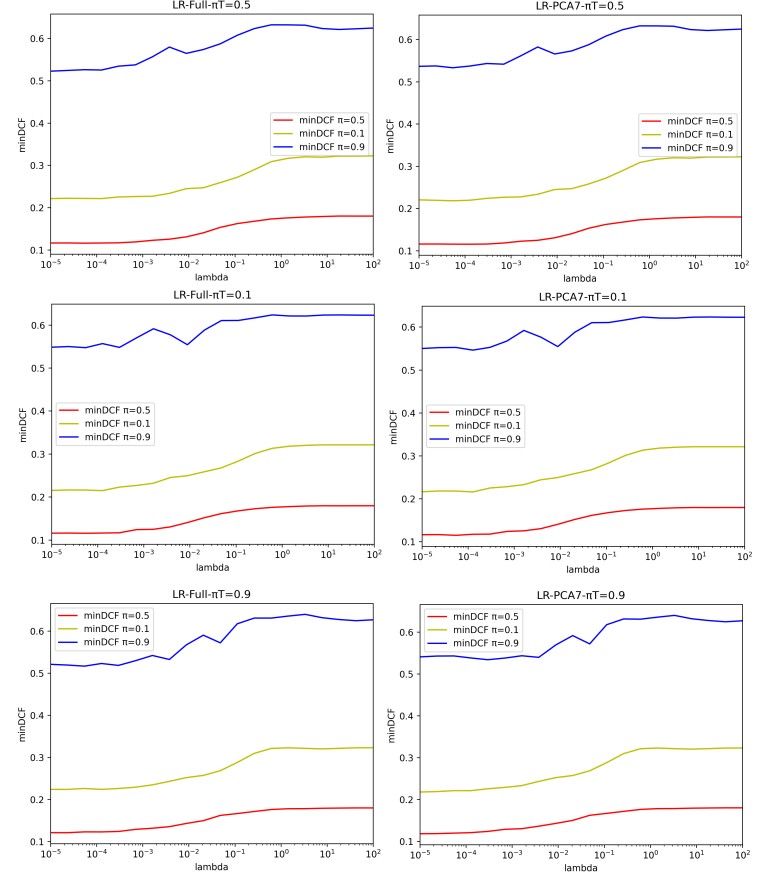 LR-Full-πT=0.5
minDCF
0.6
0.5
0.4
0.3
0.2
0.1
minDCF π=0.5
minDCF π=0.1
minDCF π=0.9
10⁻⁵ 10⁻⁴ 10⁻³ 10⁻² 10⁻¹ 10⁰ 10¹ 10²
lambda
LR-PCA7-πT=0.5
minDCF
0.6
0.5
0.4
0.3
0.2
0.1
minDCF π=0.5
minDCF π=0.1
minDCF π=0.9
10⁻⁵ 10⁻⁴ 10⁻³ 10⁻² 10⁻¹ 10⁰ 10¹ 10²
lambda
LR-Full-πT=0.1
minDCF
0.6
0.5
0.4
0.3
0.2
0.1
minDCF π=0.5
minDCF π=0.1
minDCF π=0.9
10⁻⁵ 10⁻⁴ 10⁻³ 10⁻² 10⁻¹ 10⁰ 10¹ 10²
lambda
LR-PCA7-πT=0.1
minDCF
0.6
0.5
0.4
0.3
0.2
0.1
minDCF π=0.5
minDCF π=0.1
minDCF π=0.9
10⁻⁵ 10⁻⁴ 10⁻³ 10⁻² 10⁻¹ 10⁰ 10¹ 10²
lambda
LR-Full-πT=0.9
minDCF
0.6
0.5
0.4
0.3
0.2
0.1
minDCF π=0.5
minDCF π=0.1
minDCF π=0.9
10⁻⁵ 10⁻⁴ 10⁻³ 10⁻² 10⁻¹ 10⁰ 10¹ 10²
lambda
LR-PCA7-πT=0.9
minDCF
0.6
0.5
0.4
0.3
0.2
0.1
minDCF π=0.5
minDCF π=0.1
minDCF π=0.9
10⁻⁵ 10⁻⁴ 10⁻³ 10⁻² 10⁻¹ 10⁰ 10¹ 10²
lambda